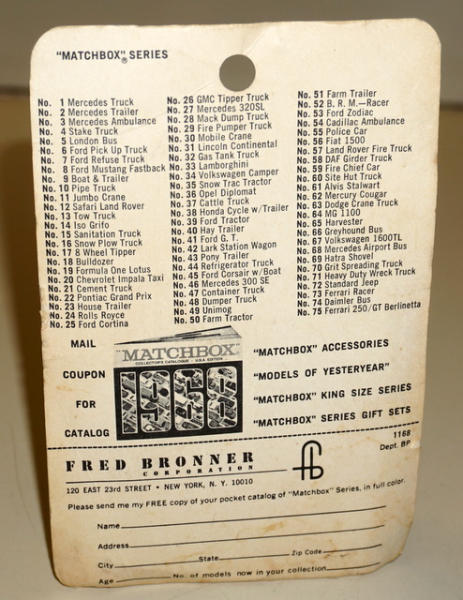 "MATCHBOX"® SERIES
No. 1 Mercedes Truck
No. 2 Mercedes Trailer
No. 3 Mercedes Ambulance
No. 4 Stake Truck
No. 5 London Bus
No. 6 Ford Pick Up Truck
No. 7 Ford Refuse Truck
No. 8 Ford Mustang Fastback
No. 9 Boat & Trailer
No. 10 Pipe Truck
No. 11 Jumbo Crane
No. 12 Safari Land Rover
No. 13 Tow Truck
No. 14 Iso Grifo
No. 15 Sanitation Truck
No. 16 Snow Plow Truck
No. 17 8 Wheel Tipper
No. 18 Bulldozer
No. 19 Formula One Lotus
No. 20 Chevrolet Impala Taxi
No. 21 Cement Truck
No. 22 Pontiac Grand Prix
No. 23 House Trailer
No. 24 Rolls Royce
No. 25 Ford Cortina
No. 26 GMC Tipper Truck
No. 27 Mercedes 320SL
No. 28 Mack Dump Truck
No. 29 Fire Pumper Truck
No. 30 Mobile Crane
No. 31 Lincoln Continental
No. 32 Gas Tank Truck
No. 33 Lamborghini
No. 34 Volkswagen Camper
No. 35 Snow Trac Tractor
No. 36 Opel Diplomat
No. 37 Cattle Truck
No. 38 Honda Cycle w/Trailer
No. 39 Ford Tractor
No. 40 Hay Trailer
No. 41 Ford G. T.
No. 42 Lark Station Wagon
No. 43 Pony Trailer
No. 44 Refrigerator Truck
No. 45 Ford Corsair w/Boat
No. 46 Mercedes 300 SE
No. 47 Container Truck
No. 48 Dumper Truck
No. 49 Unimog
No. 50 Farm Tractor
No. 51 Farm Trailer
No. 52 B. R. M.—Racer
No. 53 Ford Zodiac
No. 54 Cadillac Ambulance
No. 55 Police Car
No. 56 Fiat 1500
No. 57 Land Rover Fire Truck
No. 58 DAF Girder Truck
No. 59 Fire Chief Car
No. 60 Site Hut Truck
No. 61 Alvis Stalwart
No. 62 Mercury Cougar
No. 63 Dodge Crane Truck
No. 64 MG 1100
No. 65 Harvester
No. 66 Greyhound Bus
No. 67 Volkswagen 1600TL
No. 68 Mercedes Airport Bus
No. 69 Hatra Shovel
No. 70 Grit Spreading Truck
No. 71 Heavy Duty Wreck Truck
No. 72 Standard Jeep
No. 73 Ferrari Racer
No. 74 Daimler Bus
No. 75 Ferrari 250/GT Berlinetta
MAIL
COUPON
FOR
CATALOG
MATCHBOX
COLLECTOR'S CATALOGUE - U.S.A. EDITION
1968
"MATCHBOX" ACCESSORIES
"MODELS OF YESTERYEAR"
"MATCHBOX" KING SIZE SERIES
"MATCHBOX" SERIES GIFT SETS
FRED BRONNER
CORPORATION
fb
1168
Dept. BP
120 EAST 23rd STREET • NEW YORK, N. Y. 10010
Please send me my FREE copy of your pocket catalog of "Matchbox" Series, in full color.
Name
Address
City State Zip Code
Age No. of models now in your collection